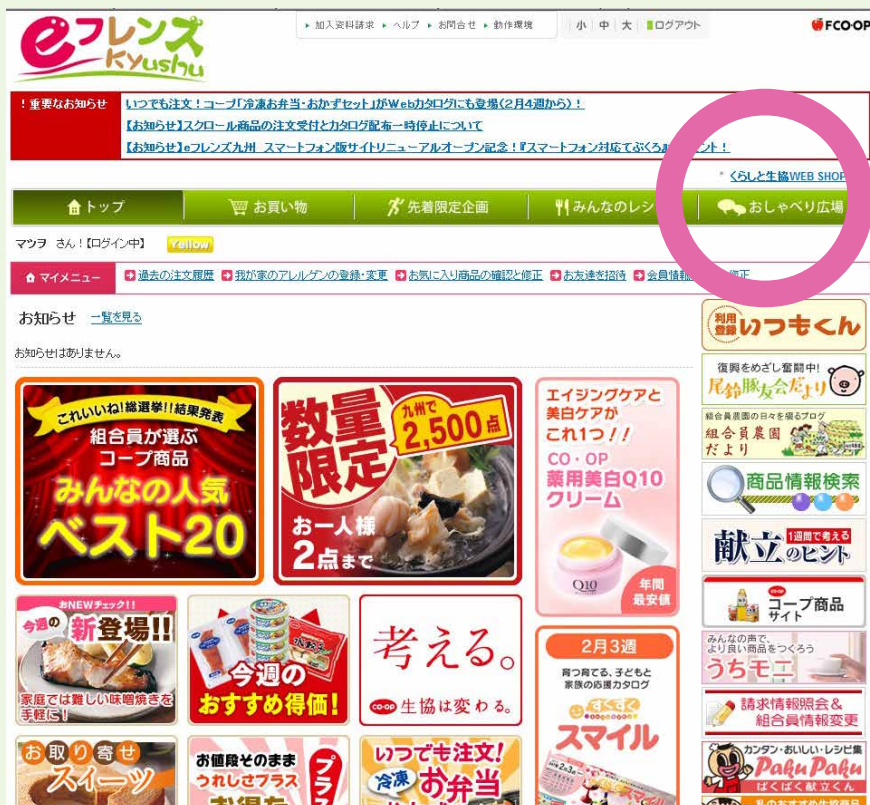 eフレンズ
Kyushu
加入資料請求 ヘルプ お問合せ 動作環境
小 中 大 ログアウト
FCO・OP
!重要なお知らせ
いつでも注文!コープ「冷凍お弁当・おかずセット」がWebカタログにも登場(2月4週から)!
【お知らせ】スクロール商品の注文受付とカタログ配布一時停止について
【お知らせ】eフレンズ九州 スマートフォン版サイトリニューアルオープン記念!『スマートフォン対応てぶくろ
ント!
くらしと生協WEB SHOP
トップ
お買い物
先着限定企画
みんなのレシ
おしゃべり広場
マツヲ さん!【ログイン中】 Yellow
マイメニュー
過去の注文履歴 我が家のアレルゲンの登録・変更 お気に入り商品の確認と修正 お友達を招待 会員情報
修正
お知らせ 一覧を見る
お知らせはありません。
これいいね!総選挙!!結果発表
組合員が選ぶ
コープ商品
みんなの人気
ベスト20
数量
限定
九州で
2,500点
お一人様
2点まで
エイジングケアと
美白ケアが
これ1つ!!
CO・OP
薬用美白Q10
クリーム
Q10
年間
最安値
利用
登録
いつもくん
復興をめざし奮闘中!
尾鈴豚友会だより
組合員農園の日々を綴るブログ
組合員農園
だより
商品情報検索
献立のヒント
1週間で考える
コープ商品
サイト
みんなの声で、
より良い商品をつくろう
うちモニ
請求情報照会&
組合員情報変更
カンタン・おいしい・レシピ集
Paku Paku
ぱくぱく献立くん
私のおすすめ生協商品
おNEWチェック!!
今週の
新登場!!
家庭では難しい味噌焼きを
手軽に!
今週の
おすすめ得価!
考える。
CO・OP 生協は変わる。
2月3週
育つ育てる、子どもと
家族の応援カタログ
すくすく
スマイル
お取り寄せ
スイーツ
お値段そのまま
うれしさプラス
お得な
プラス
いつでも注文!
冷凍 お弁当